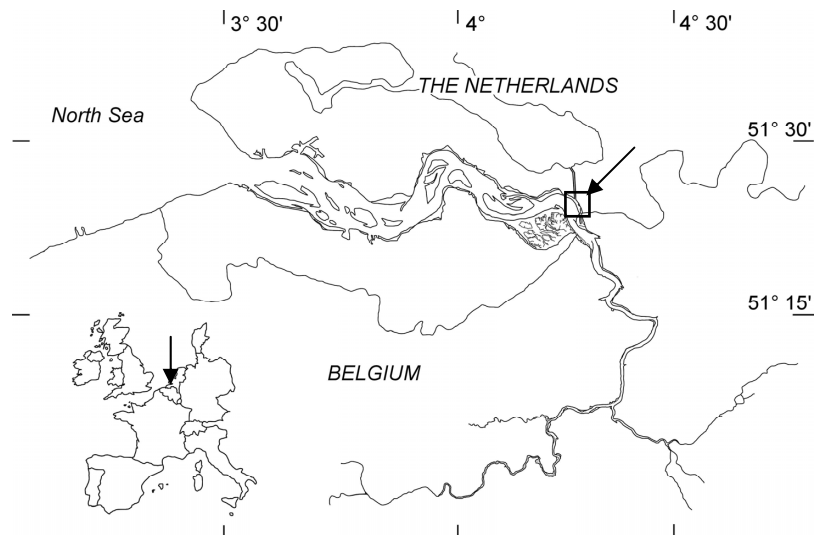 3° 30'
4°
4° 30'
THE NETHERLANDS
North Sea
51° 30'
51° 15'
BELGIUM